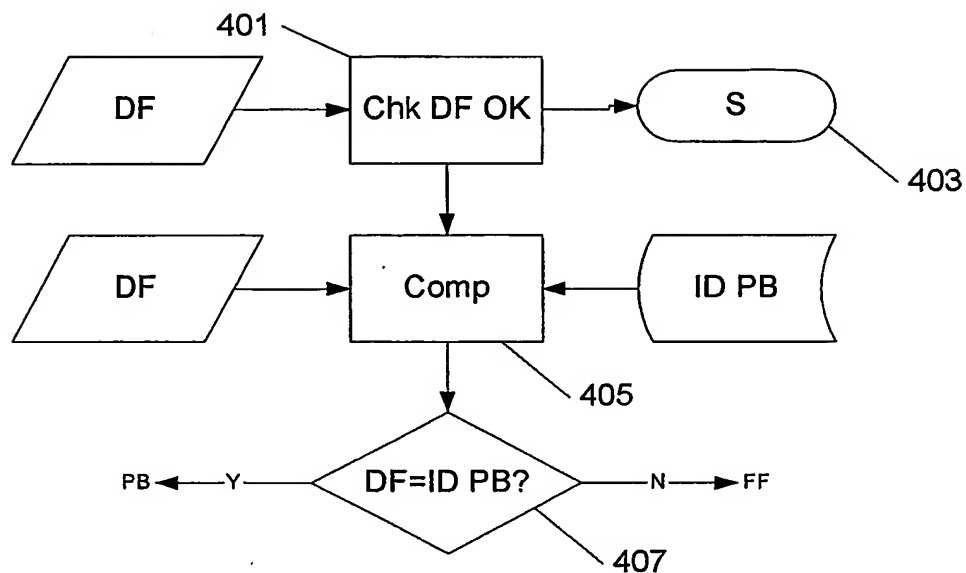 401
DF
Chk DF OK
S
403
DF
Comp
ID PB
405
PB
Y
DF=ID PB?
N
FF
407